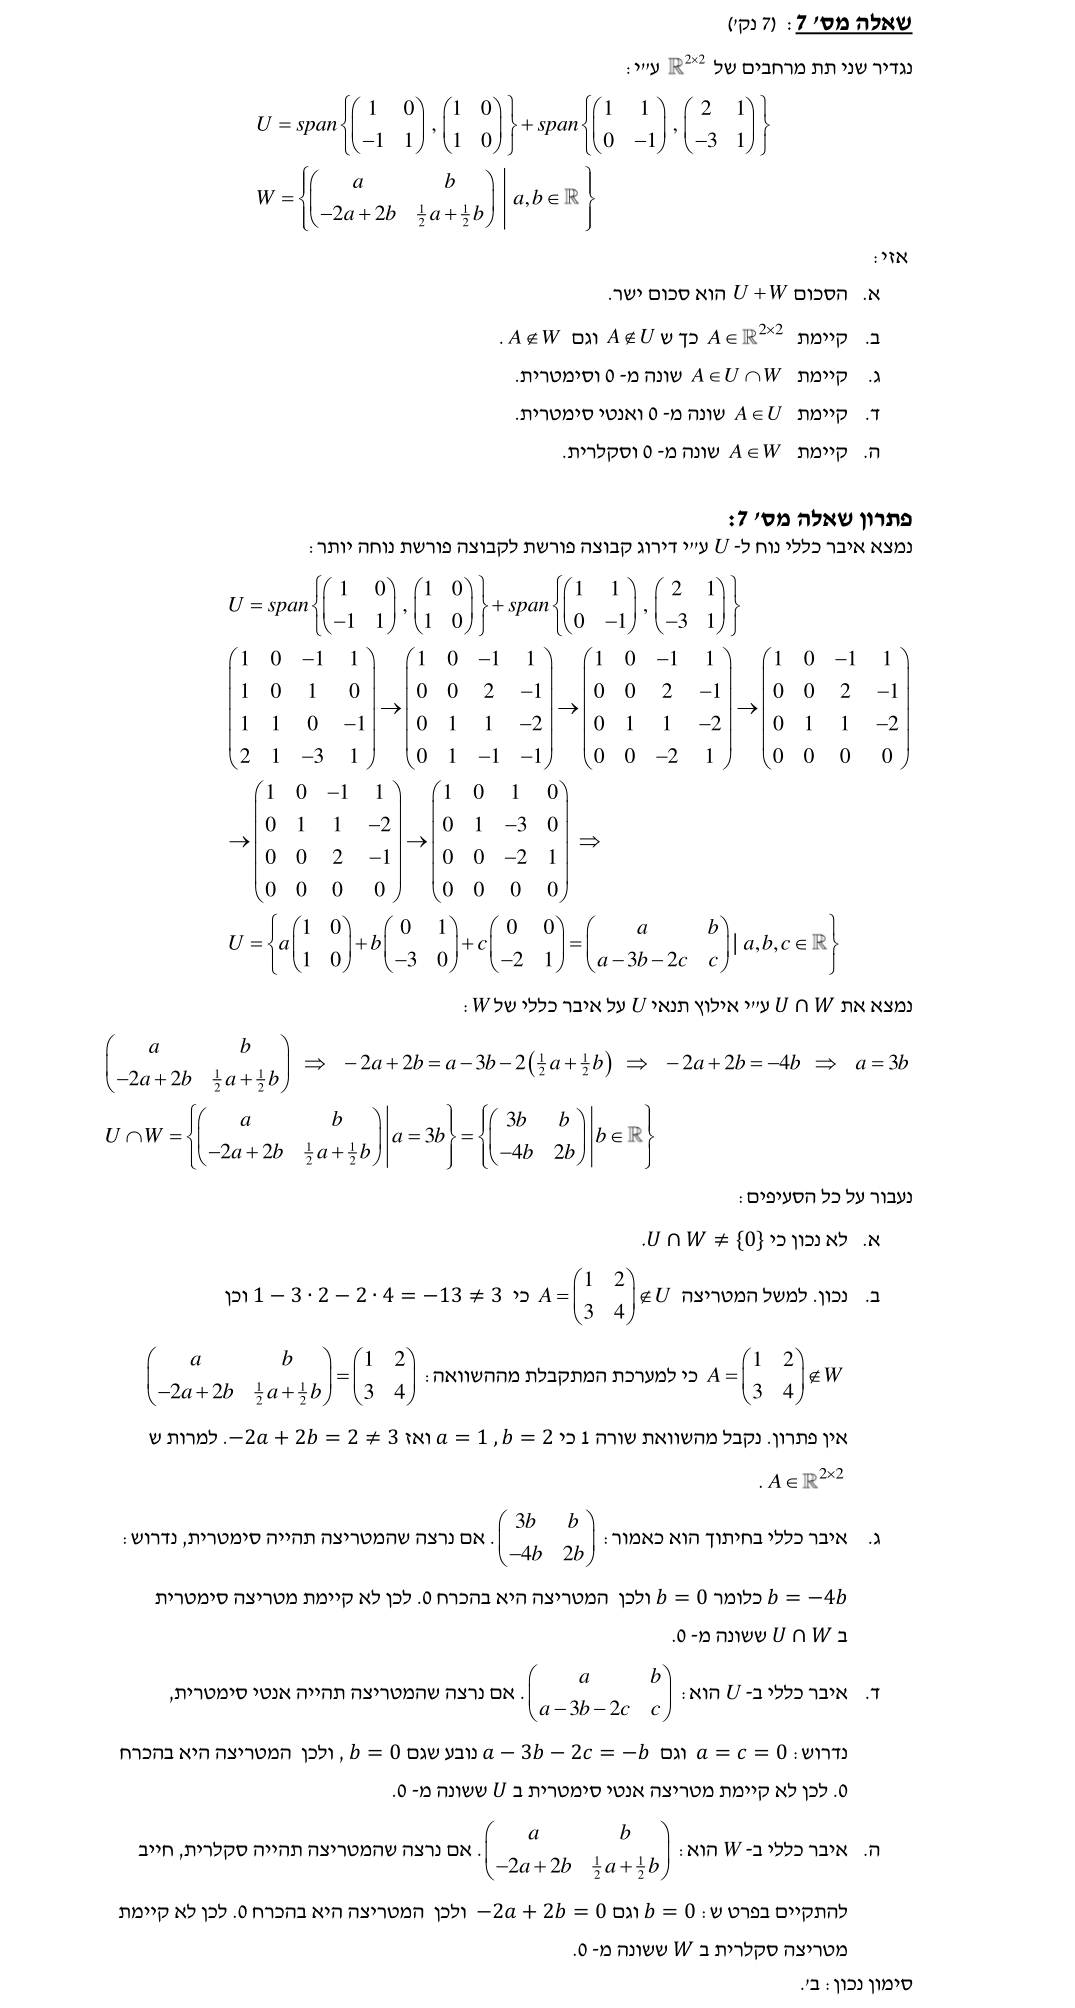 שאלה מס׳ 7 : (7 נק׳)
נגדיר שני תת מרחבים של ℝ^{2×2} ע״י:
U = span{(1 0; −1 1), (1 0; 1 0)} + span{(1 1; 0 −1), (2 1; −3 1)}
W = {(a b; −2a+2b ½a+½b) | a,b ∈ ℝ}
אזי:
א. הסכום U+W הוא סכום ישר.
ב. קיימת A∈ℝ^{2×2} כך ש A∉U וגם A∉W.
ג. קיימת A∈U∩W שונה מ- 0 וסימטרית.
ד. קיימת A∈U שונה מ- 0 ואנטי סימטרית.
ה. קיימת A∈W שונה מ- 0 וסקלרית.
פתרון שאלה מס׳ 7:
נמצא איבר כללי נוח ל- U ע״י דירוג קבוצה פורשת לקבוצה פורשת נוחה יותר:
U = span{(1 0; −1 1), (1 0; 1 0)} + span{(1 1; 0 −1), (2 1; −3 1)}
(1 0 −1 1; 1 0 1 0; 1 1 0 −1; 2 1 −3 1) → (1 0 −1 1; 0 0 2 −1; 0 1 1 −2; 0 1 −1 −1) → (1 0 −1 1; 0 0 2 −1; 0 1 1 −2; 0 0 −2 1) → (1 0 −1 1; 0 0 2 −1; 0 1 1 −2; 0 0 0 0)
→ (1 0 −1 1; 0 1 1 −2; 0 0 2 −1; 0 0 0 0) → (1 0 1 0; 0 1 −3 0; 0 0 −2 1; 0 0 0 0) ⇒
U = {a(1 0; 1 0) + b(0 1; −3 0) + c(0 0; −2 1) = (a b; a−3b−2c c) | a,b,c ∈ ℝ}
נמצא את U ∩ W ע״י אילוץ תנאי U על איבר כללי של W:
(a b; −2a+2b ½a+½b) ⇒ −2a+2b = a−3b−2(½a+½b) ⇒ −2a+2b = −4b ⇒ a = 3b
U∩W = {(a b; −2a+2b ½a+½b) | a = 3b} = {(3b b; −4b 2b) | b∈ℝ}
נעבור על כל הסעיפים:
א. לא נכון כי U ∩ W ≠ {0}.
ב. נכון. למשל המטריצה A = (1 2; 3 4) ∉ U כי 1 − 3 · 2 − 2 · 4 = −13 ≠ 3 וכן
A = (1 2; 3 4) ∉ W כי למערכת המתקבלת מההשוואה: (a b; −2a+2b ½a+½b) = (1 2; 3 4)
אין פתרון. נקבל מהשוואת שורה 1 כי a = 1, b = 2 ואז −2a + 2b = 2 ≠ 3. למרות ש
A∈ℝ^{2×2}.
ג. איבר כללי בחיתוך הוא כאמור: (3b b; −4b 2b). אם נרצה שהמטריצה תהייה סימטרית, נדרוש:
b = −4b כלומר b = 0 ולכן המטריצה היא בהכרח 0. לכן לא קיימת מטריצה סימטרית
ב U ∩ W ששונה מ- 0.
ד. איבר כללי ב- U הוא: (a b; a−3b−2c c). אם נרצה שהמטריצה תהייה אנטי סימטרית,
נדרוש: a = c = 0 וגם a − 3b − 2c = −b נובע שגם b = 0, ולכן המטריצה היא בהכרח
0. לכן לא קיימת מטריצה אנטי סימטרית ב U ששונה מ- 0.
ה. איבר כללי ב- W הוא: (a b; −2a+2b ½a+½b). אם נרצה שהמטריצה תהייה סקלרית, חייב
להתקיים בפרט ש: b = 0 וגם −2a + 2b = 0 ולכן המטריצה היא בהכרח 0. לכן לא קיימת
מטריצה סקלרית ב W ששונה מ- 0.
סימון נכון: ב׳.